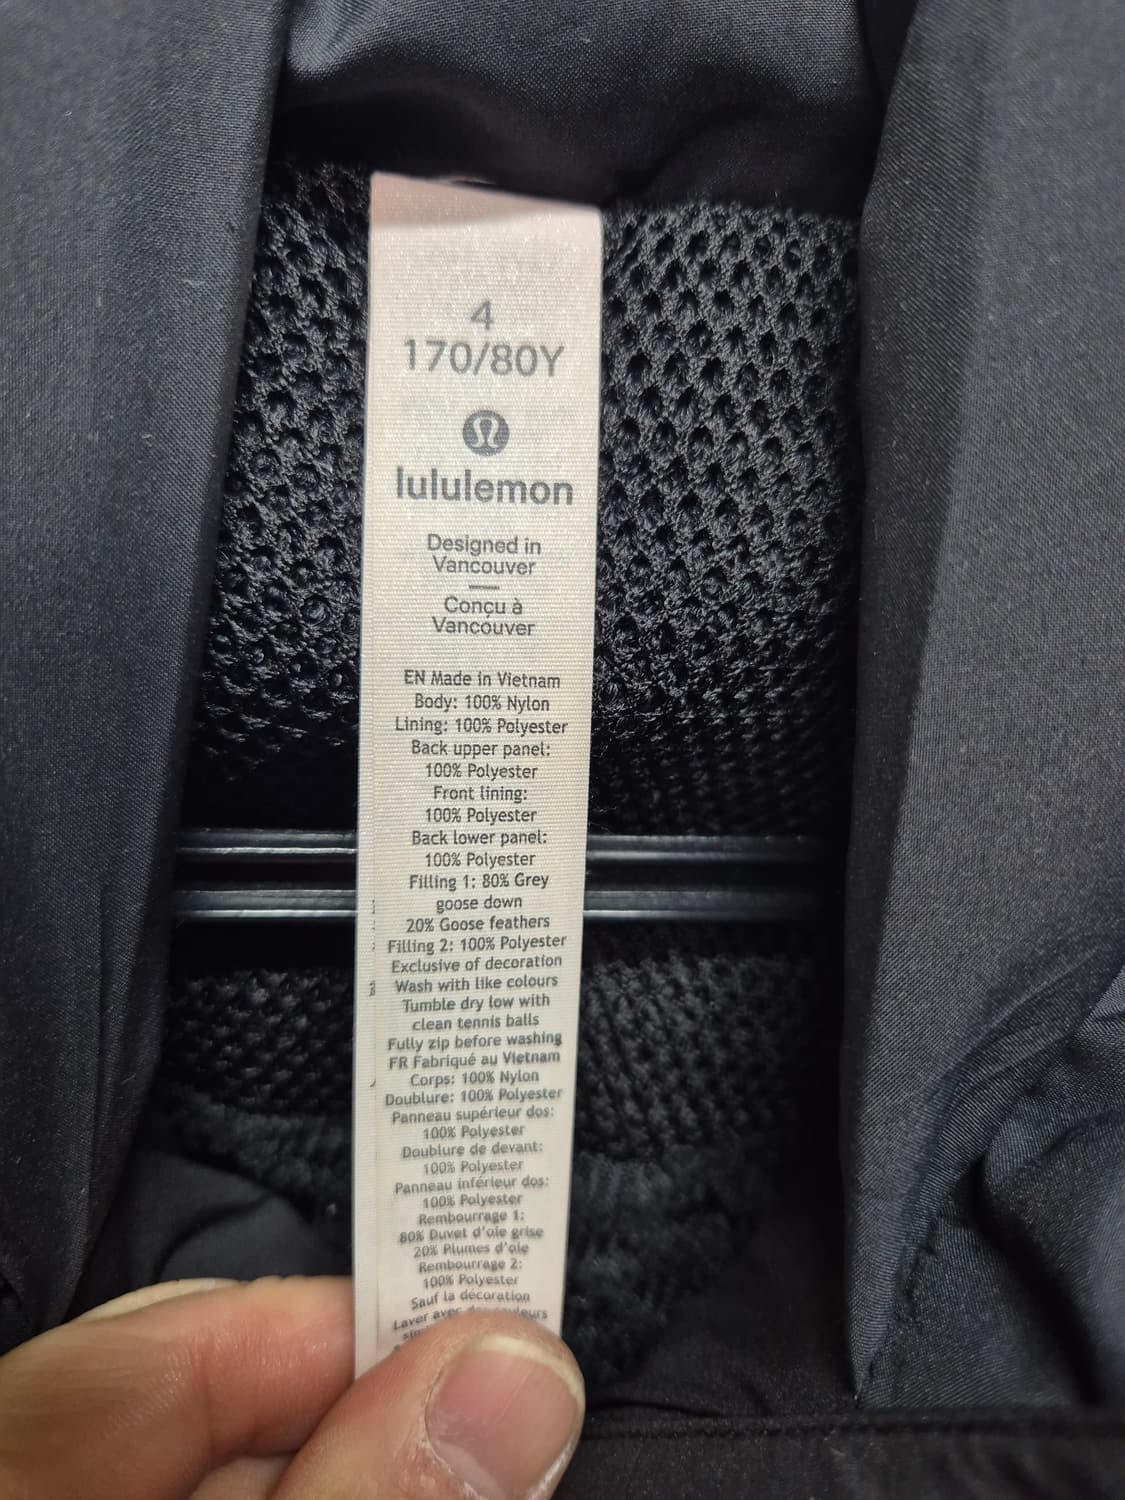 4
170/80Y
lululemon
Designed in
Vancouver
Conçu à
Vancouver
EN Made in Vietnam
Body: 100% Nylon
Lining: 100% Polyester
Back upper panel:
100% Polyester
Front lining:
100% Polyester
Back lower panel:
100% Polyester
Filling 1: 80% Grey
goose down
20% Goose feathers
Filling 2: 100% Polyester
Exclusive of decoration
Wash with like colours
Tumble dry low with
clean tennis balls
Fully zip before washing
FR Fabriqué au Vietnam
Corps: 100% Nylon
Doublure: 100% Polyester
Panneau supérieur dos:
100% Polyester
Doublure de devant:
100% Polyester
Panneau inférieur dos:
100% Polyester
Rembourrage 1:
80% Duvet d'oie grise
20% Plumes d'oie
Rembourrage 2:
100% Polyester
Sauf la décoration
Laver avec